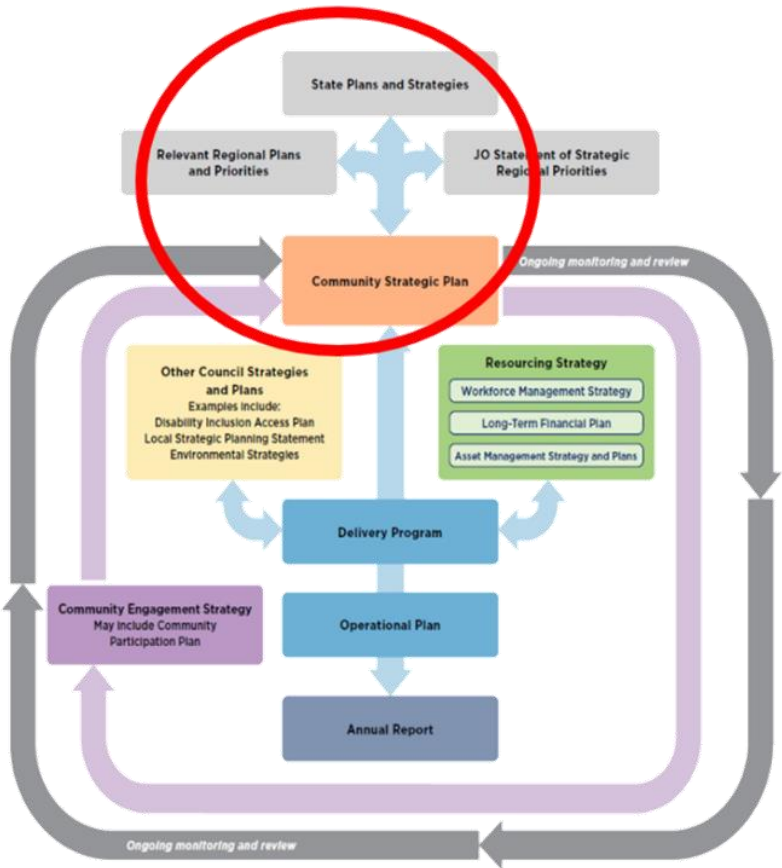 State Plans and Strategies
Relevant Regional Plans
and Priorities
JO Statement of Strategic
Regional Priorities
Community Strategic Plan
Ongoing monitoring and review
Other Council Strategies
and Plans
Examples include:
Disability Inclusion Access Plan
Local Strategic Planning Statement
Environmental Strategies
Resourcing Strategy
Workforce Management Strategy
Long-Term Financial Plan
Asset Management Strategy and Plans
Delivery Program
Community Engagement Strategy
May include Community
Participation Plan
Operational Plan
Annual Report
Ongoing monitoring and review